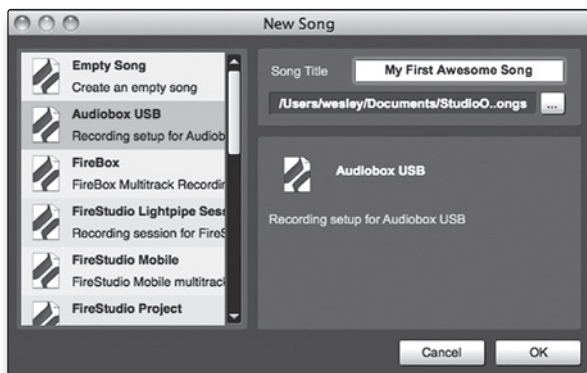 New Song
Empty Song
Create an empty song
Audiobox USB
Recording setup for Audiob
FireBox
FireBox Multitrack Recordin
FireStudio Lightpipe Sess
Recording session for FireS
FireStudio Mobile
FireStudio Mobile multitrac
FireStudio Project
Song Title
My First Awesome Song
/Users/wesley/Documents/StudioO..ongs
...
Audiobox USB
Recording setup for Audiobox USB
Cancel
OK